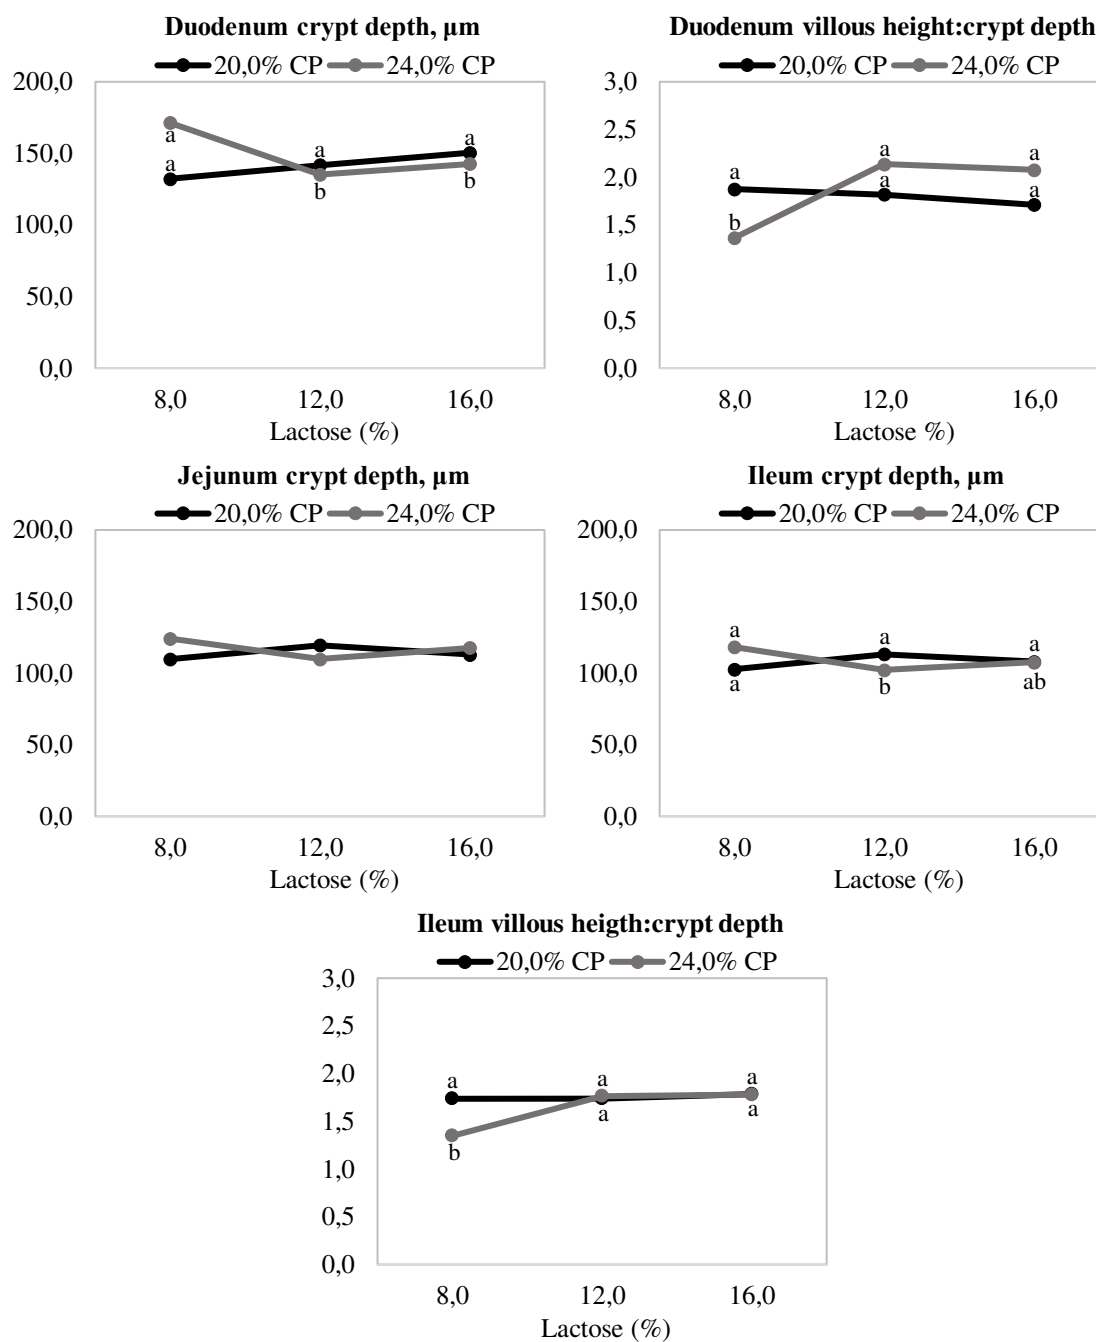 Duodenum crypt depth, µm
20,0% CP 24,0% CP
200,0
150,0
100,0
50,0
0,0
a
a
a
b
a
b
8,0 12,0 16,0
Lactose (%)
Duodenum villous height:crypt depth
20,0% CP 24,0% CP
3,0
2,5
2,0
1,5
1,0
0,5
0,0
a
b
a
a
a
a
8,0 12,0 16,0
Lactose %)
Jejunum crypt depth, µm
20,0% CP 24,0% CP
200,0
150,0
100,0
50,0
0,0
8,0 12,0 16,0
Lactose (%)
Ileum crypt depth, µm
20,0% CP 24,0% CP
200,0
150,0
100,0
50,0
0,0
a
a
a
b
a
ab
8,0 12,0 16,0
Lactose (%)
Ileum villous heigth:crypt depth
20,0% CP 24,0% CP
3,0
2,5
2,0
1,5
1,0
0,5
0,0
a
b
a
a
a
a
8,0 12,0 16,0
Lactose (%)